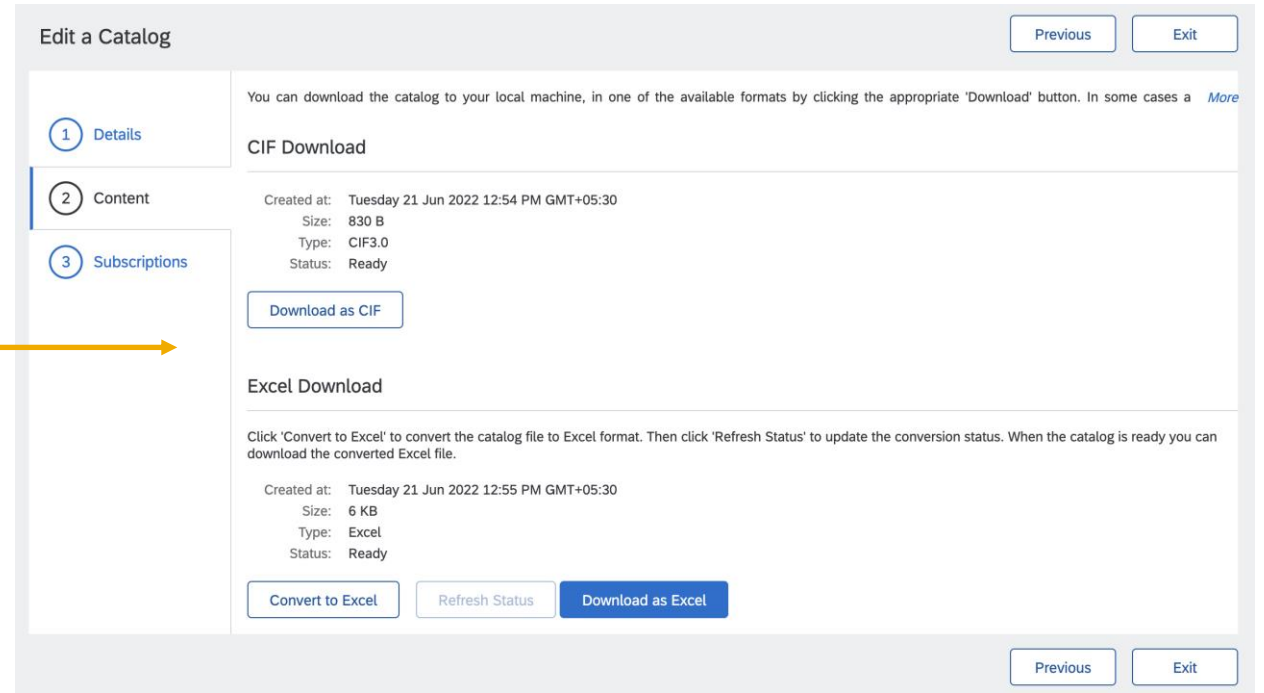 Edit a Catalog
Previous
Exit
1 Details
2 Content
3 Subscriptions
You can download the catalog to your local machine, in one of the available formats by clicking the appropriate 'Download' button. In some cases a More
CIF Download
Created at: Tuesday 21 Jun 2022 12:54 PM GMT+05:30
Size: 830 B
Type: CIF3.0
Status: Ready
Download as CIF
Excel Download
Click 'Convert to Excel' to convert the catalog file to Excel format. Then click 'Refresh Status' to update the conversion status. When the catalog is ready you can
download the converted Excel file.
Created at: Tuesday 21 Jun 2022 12:55 PM GMT+05:30
Size: 6 KB
Type: Excel
Status: Ready
Convert to Excel
Refresh Status
Download as Excel
Previous
Exit